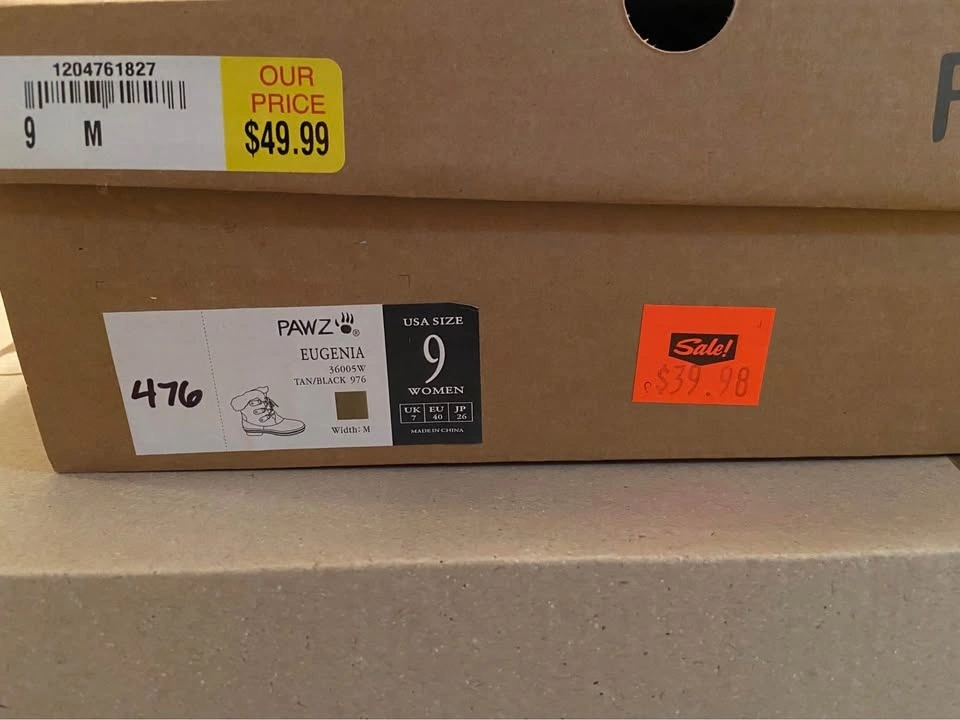 1204761827
9 M
OUR
PRICE
$49.99
476
PAWZ®
EUGENIA
36005W
TAN/BLACK 976
Width: M
USA SIZE
9
WOMEN
UK EU JP
7 40 26
MADE IN CHINA
Sale!
$39.98